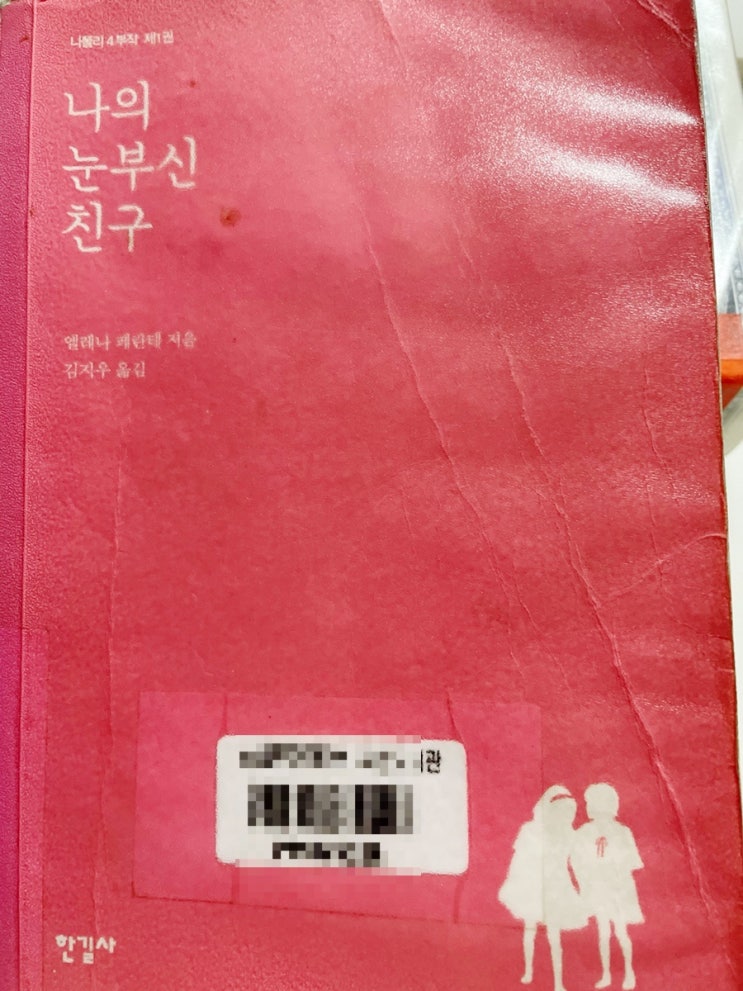 나폴리 4부작 제1권
나의
눈부신
친구
엘레나 페란테 지음
김지우 옮김
관
한길사